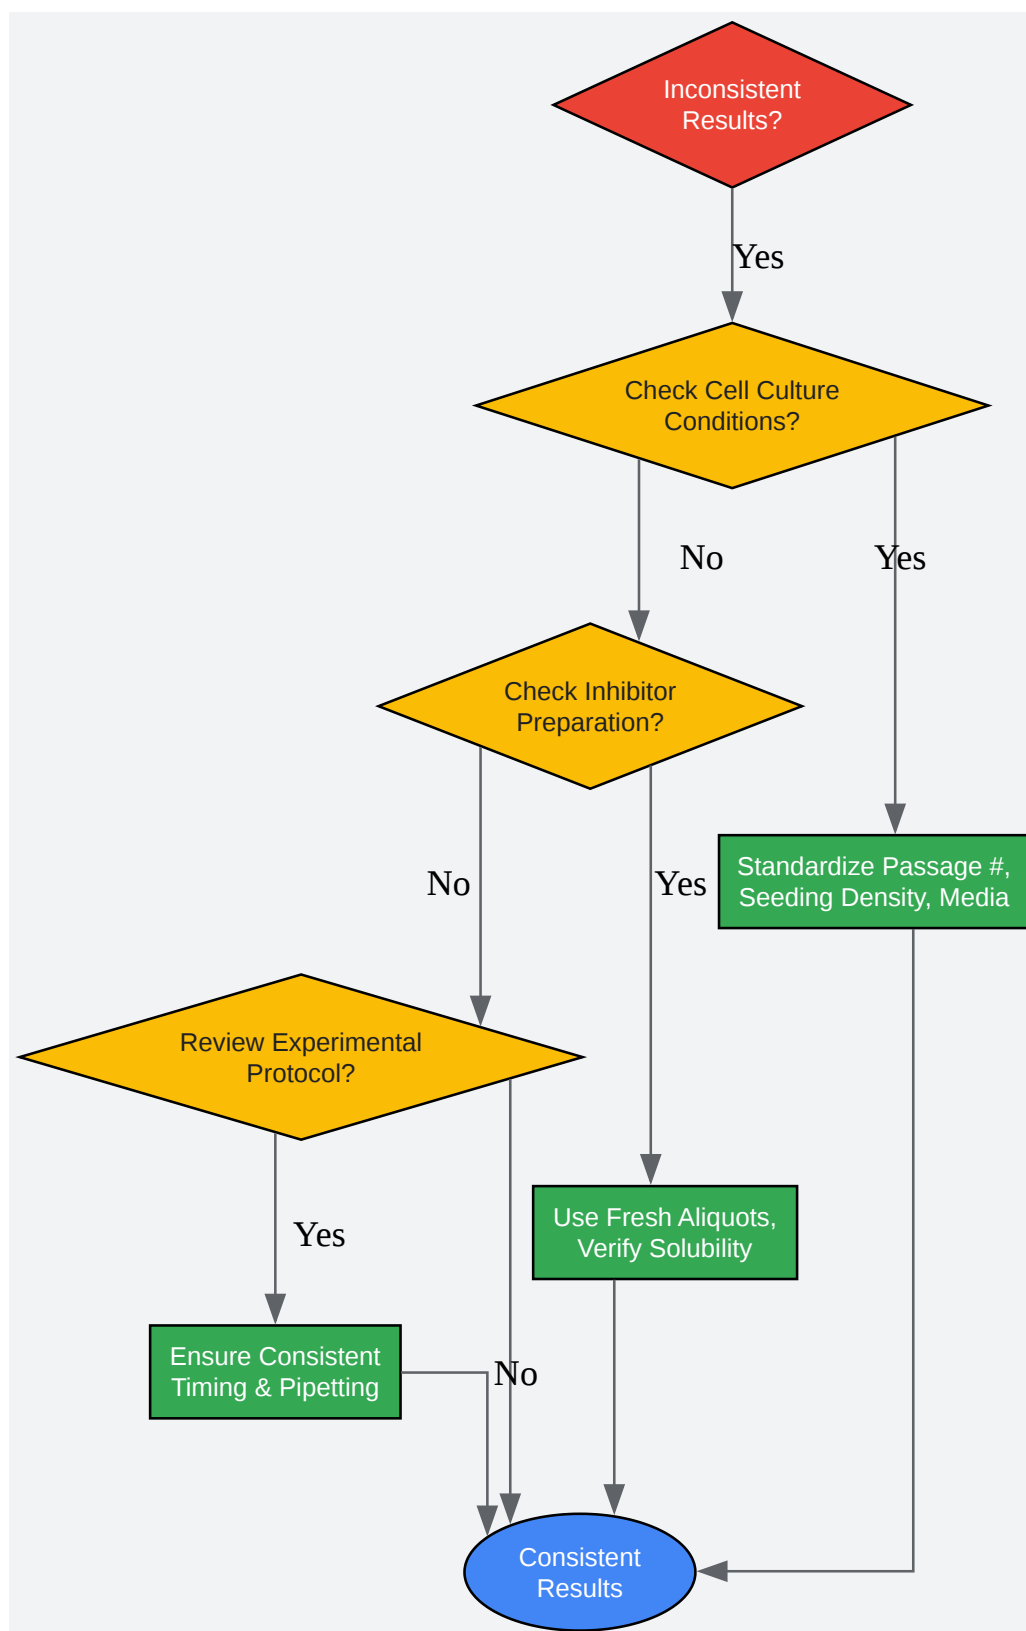 Inconsistent
Results?
Yes
Check Cell Culture
Conditions?
No
Yes
Check Inhibitor
Preparation?
No
Yes
Standardize Passage #,
Seeding Density, Media
Review Experimental
Protocol?
Yes
Use Fresh Aliquots,
Verify Solubility
Ensure Consistent
Timing & Pipetting
No
Consistent
Results